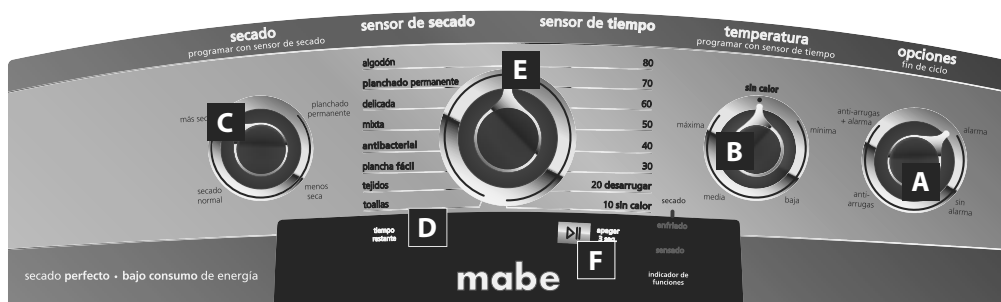 secado
programar con sensor de secado
sensor de secado
sensor de tiempo
temperatura
programar con sensor de tiempo
opciones
fin de ciclo
C
más
planchado
permanente
secado
normal
menos
seca
algodón
planchado permanente
delicada
mixta
antibacterial
plancha fácil
tejidos
toallas
E
80
70
60
50
40
30
20 desarrugar
10 sin calor
sin calor
máxima
mínima
B
media
baja
anti-arrugas
+ alarma
alarma
A
anti-
arrugas
sin
alarma
tiempo
restante
D
apagar
3 seg.
F
secado
enfriado
sensado
indicador de
funciones
secado perfecto • bajo consumo de energía
mabe